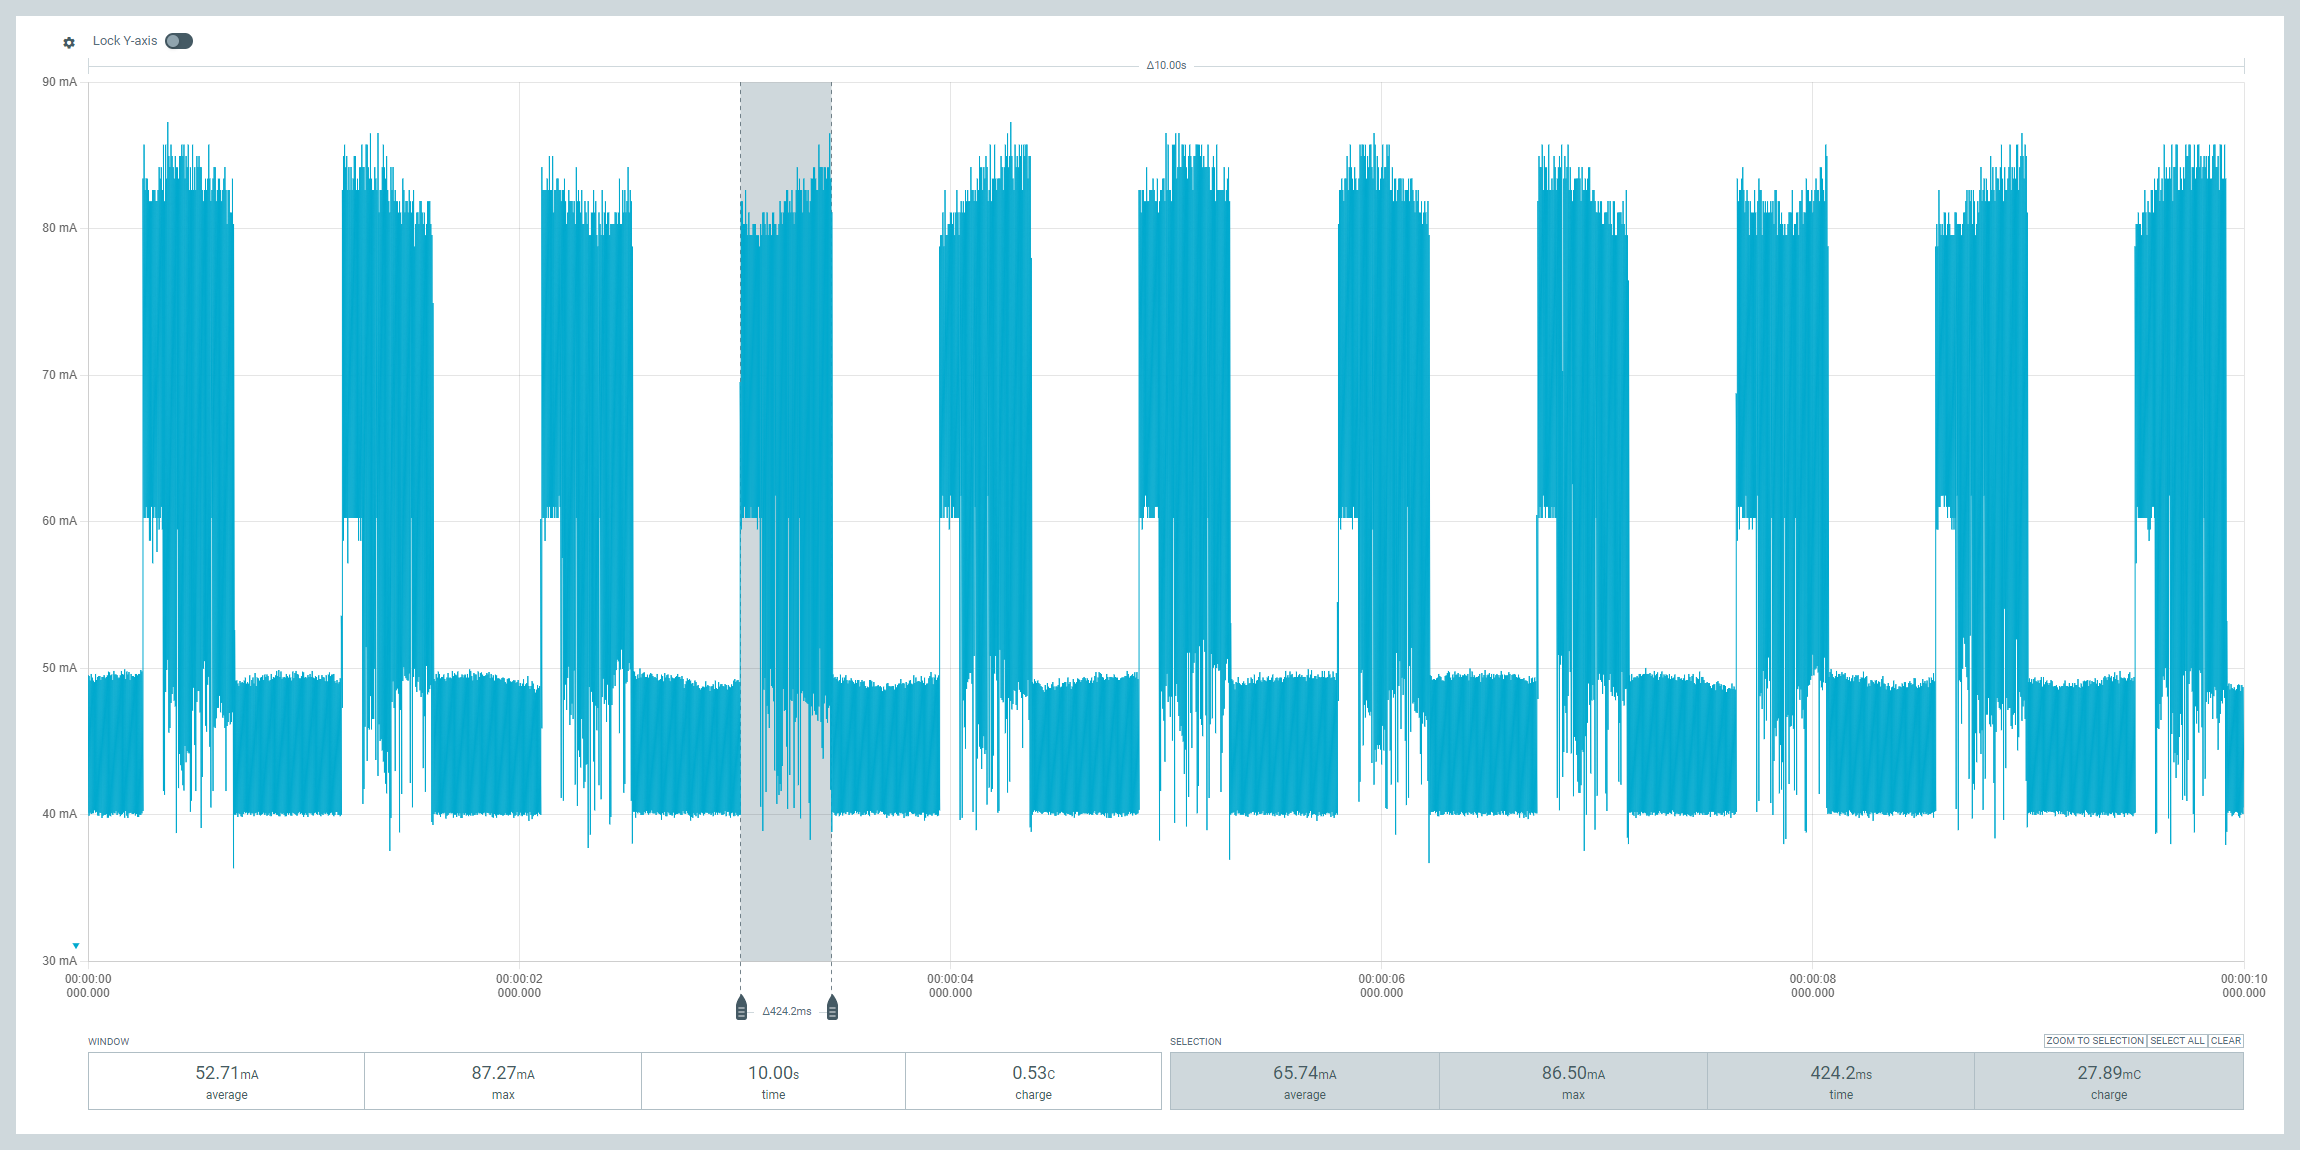 Lock Y-axis
Δ10.00s
90 mA
80 mA
70 mA
60 mA
50 mA
40 mA
30 mA
00:00:00 00:00:02 00:00:04 00:00:06 00:00:08 00:00:10
000.000 000.000 000.000 000.000 000.000 000.000
Δ424.2ms
WINDOW SELECTION ZOOM TO SELECTION SELECT ALL CLEAR
52.71mA 87.27mA 10.00s 0.53C 65.74mA 86.50mA 424.2ms 27.89mC
average max time charge average max time charge